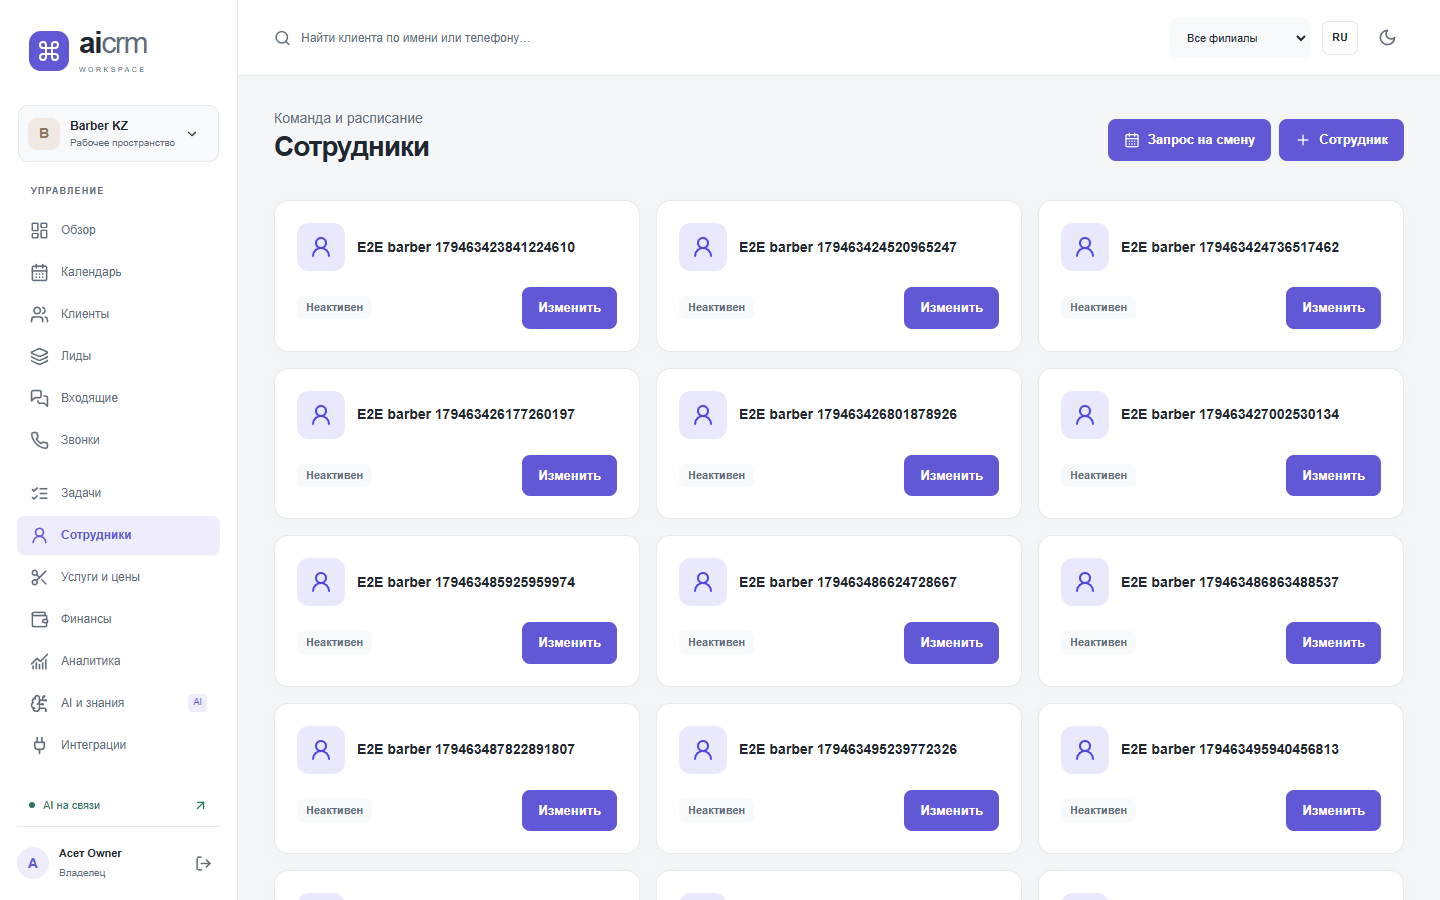 aicrm
WORKSPACE
Найти клиента по имени или телефону...
Все филиалы
RU
B
Barber KZ
Рабочее пространство
УПРАВЛЕНИЕ
Обзор
Календарь
Клиенты
Лиды
Входящие
Звонки
Задачи
Сотрудники
Услуги и цены
Финансы
Аналитика
AI и знания
AI
Интеграции
AI на связи
A
Асет Owner
Владелец
Команда и расписание
Сотрудники
Запрос на смену
Сотрудник
E2E barber 179463423841224610
Неактивен
Изменить
E2E barber 179463424520965247
Неактивен
Изменить
E2E barber 179463424736517462
Неактивен
Изменить
E2E barber 179463426177260197
Неактивен
Изменить
E2E barber 179463426801878926
Неактивен
Изменить
E2E barber 179463427002530134
Неактивен
Изменить
E2E barber 179463485925959974
Неактивен
Изменить
E2E barber 179463486624728667
Неактивен
Изменить
E2E barber 179463486863488537
Неактивен
Изменить
E2E barber 179463487822891807
Неактивен
Изменить
E2E barber 179463495239772326
Неактивен
Изменить
E2E barber 179463495940456813
Неактивен
Изменить